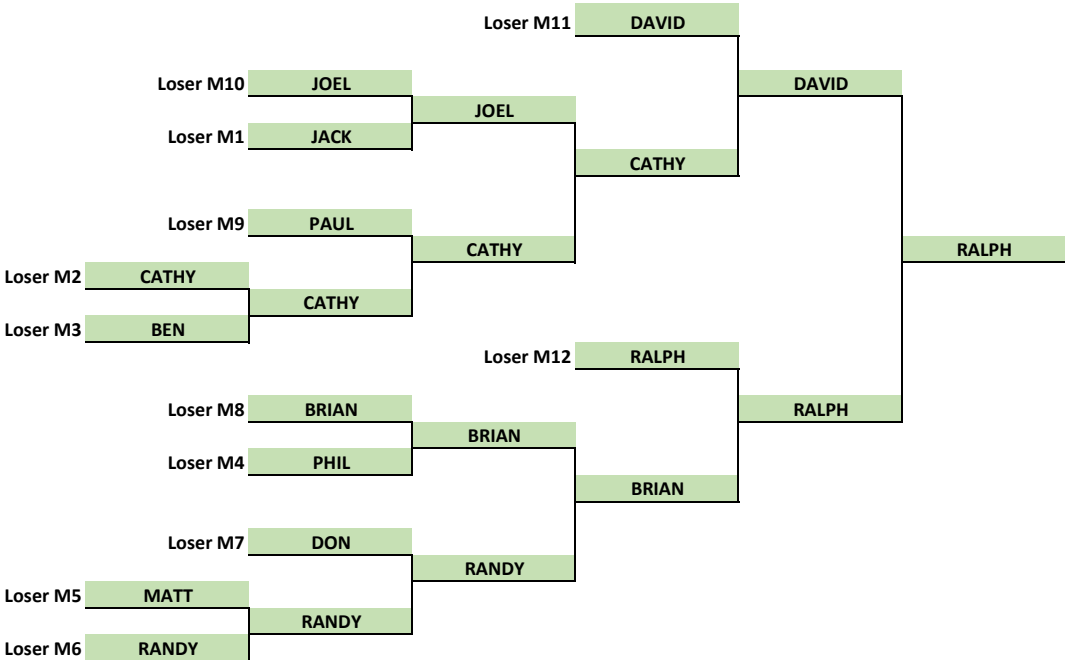 Loser M11 DAVID
Loser M10 JOEL DAVID
JOEL
Loser M1 JACK
CATHY
Loser M9 PAUL
CATHY RALPH
Loser M2 CATHY
CATHY
Loser M3 BEN
Loser M12 RALPH
Loser M8 BRIAN RALPH
BRIAN
Loser M4 PHIL
BRIAN
Loser M7 DON
RANDY
Loser M5 MATT
RANDY
Loser M6 RANDY